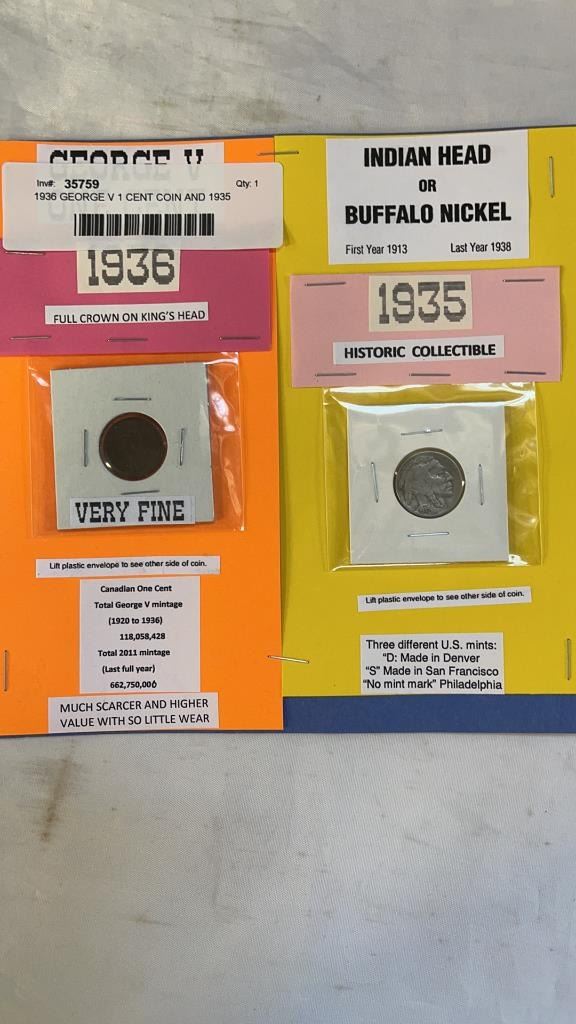 GEORGE V
Inv#: 35759 Qty: 1
1936 GEORGE V 1 CENT COIN AND 1935
1936
FULL CROWN ON KING'S HEAD
VERY FINE
Lift plastic envelope to see other side of coin.
Canadian One Cent
Total George V mintage
(1920 to 1936)
118,058,428
Total 2011 mintage
(Last full year)
662,750,000
MUCH SCARCER AND HIGHER
VALUE WITH SO LITTLE WEAR
INDIAN HEAD
OR
BUFFALO NICKEL
First Year 1913 Last Year 1938
1935
HISTORIC COLLECTIBLE
Lift plastic envelope to see other side of coin.
Three different U.S. mints:
"D: Made in Denver
"S" Made in San Francisco
"No mint mark" Philadelphia